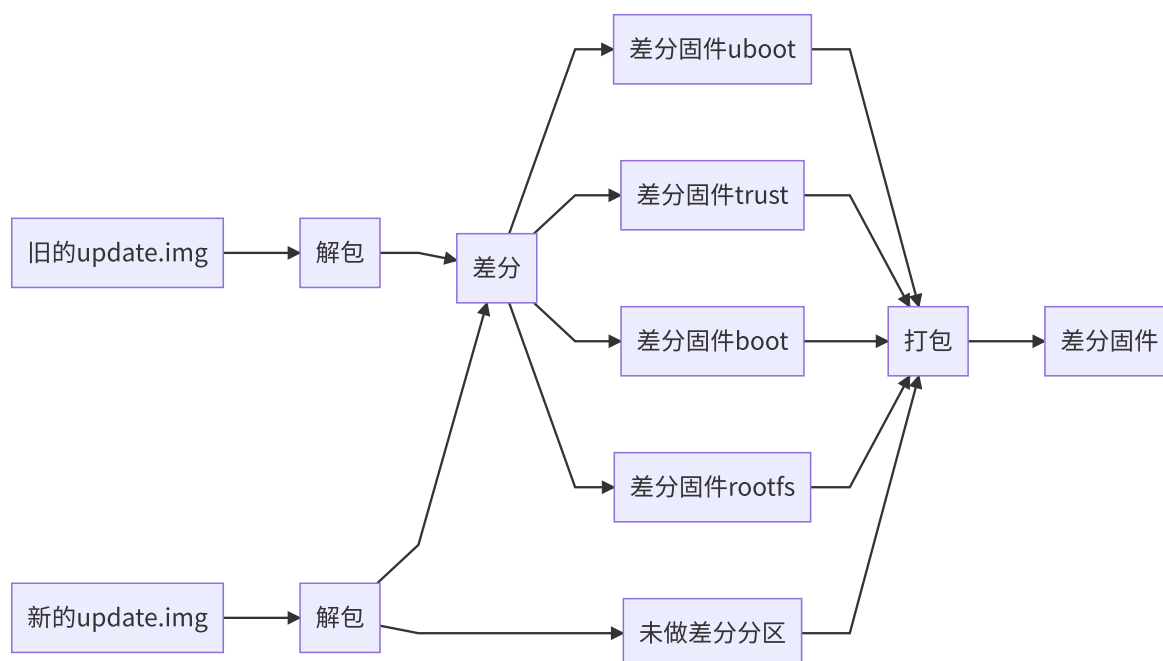 旧的update.img
解包
差分
差分固件uboot
差分固件trust
差分固件boot
差分固件rootfs
打包
差分固件
新的update.img
解包
未做差分分区